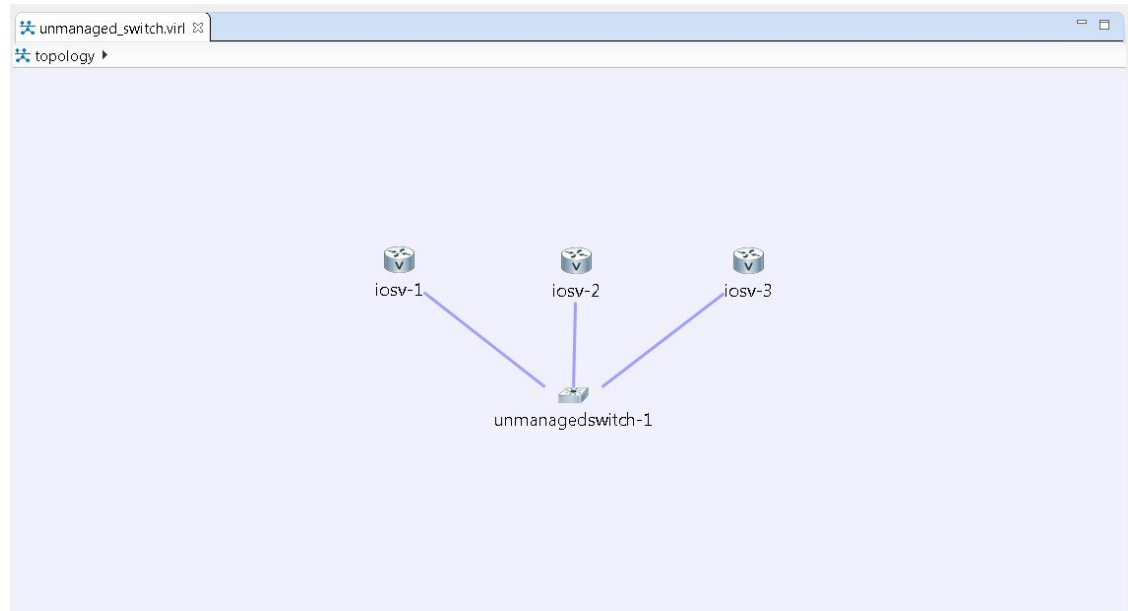 unmanaged_switch.virl
topology
iosv-1 iosv-2 iosv-3
unmanagedswitch-1